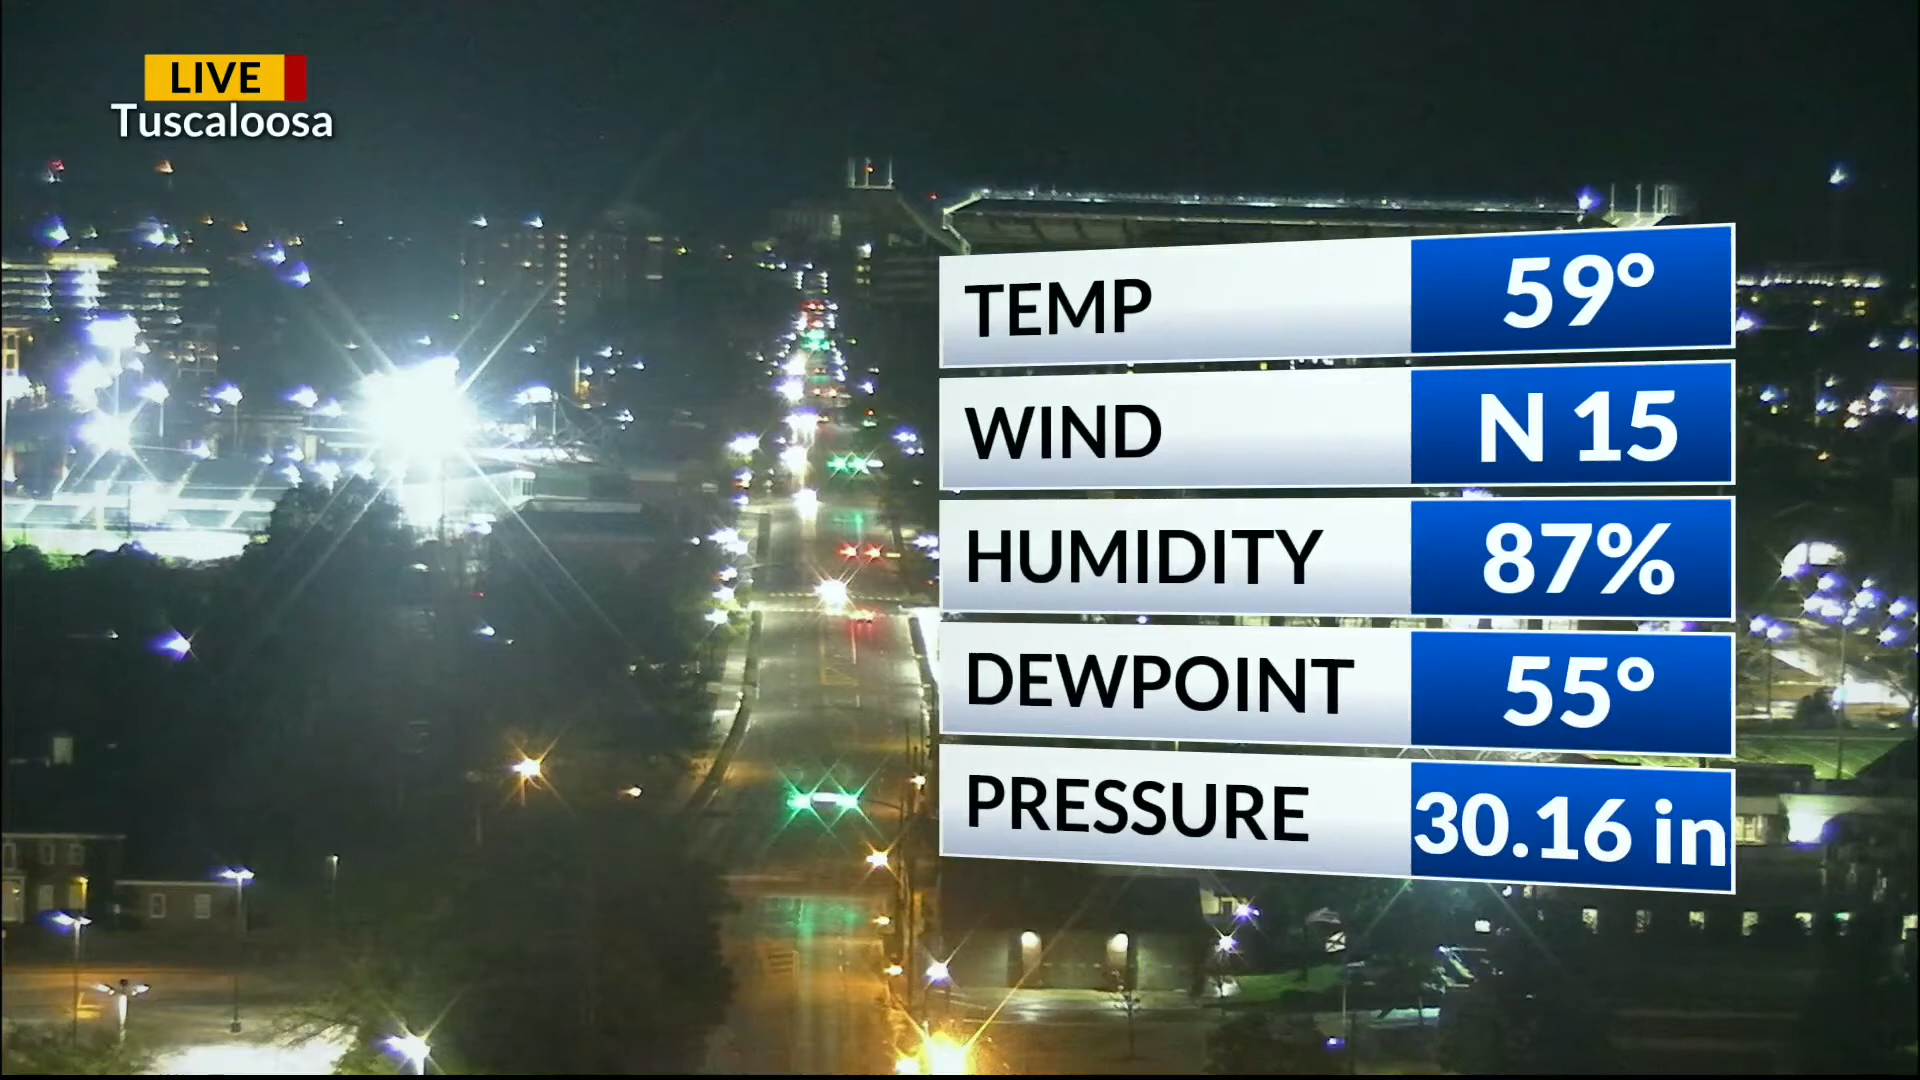 LIVE
Tuscaloosa
TEMP 59°
WIND N 15
HUMIDITY 87%
DEWPOINT 55°
PRESSURE 30.16 in